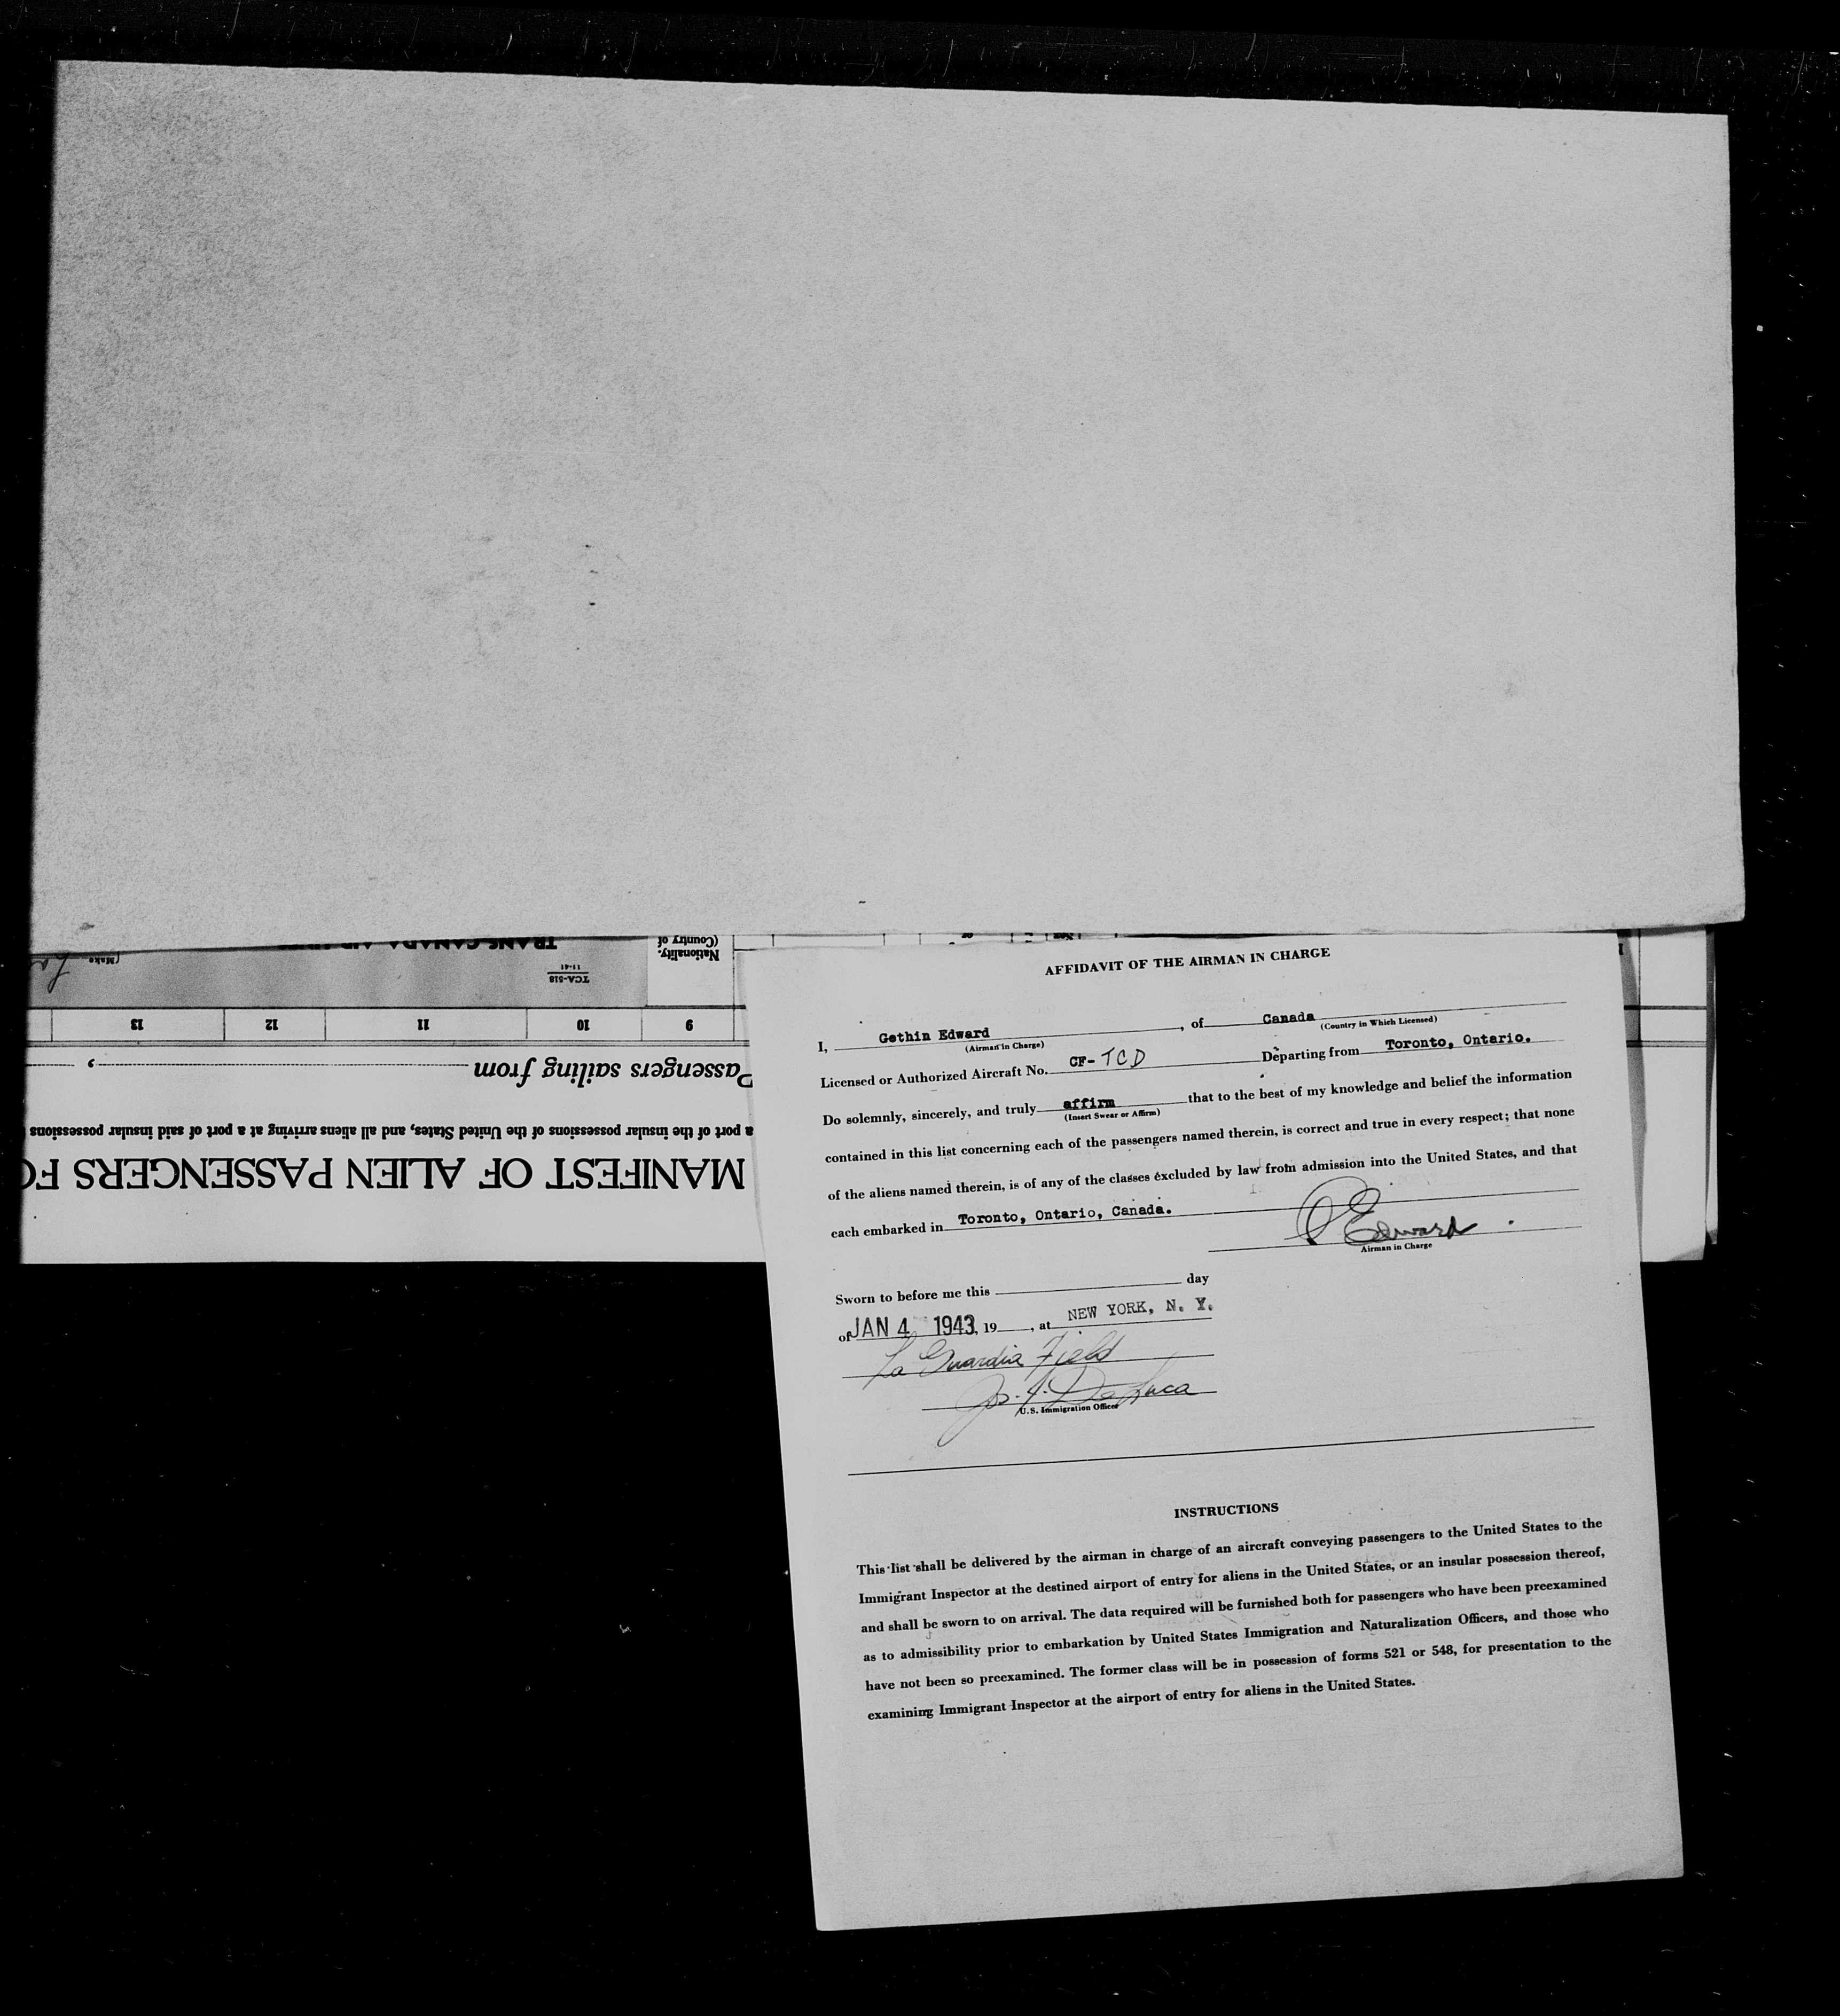 AFFIDAVIT OF THE AIRMAN IN CHARGE
I, Gethin Edward, of Canada
(Airman in Charge) (Country in Which Licensed)
Licensed or Authorized Aircraft No. CF-TCD Departing from Toronto, Ontario.
Do solemnly, sincerely, and truly affirm that to the best of my knowledge and belief the information
(Insert Swear or Affirm)
contained in this list concerning each of the passengers named therein, is correct and true in every respect; that none
of the aliens named therein, is of any of the classes excluded by law from admission into the United States, and that
each embarked in Toronto, Ontario, Canada.
Edward
Airman in Charge
Sworn to before me this day
of JAN 4 1943, 19, at NEW YORK, N. Y.
La Guardia Field
Jos. J. DeLuca
U.S. Immigration Officer
INSTRUCTIONS
This list shall be delivered by the airman in charge of an aircraft conveying passengers to the United States to the
Immigrant Inspector at the destined airport of entry for aliens in the United States, or an insular possession thereof,
and shall be sworn to on arrival. The data required will be furnished both for passengers who have been preexamined
as to admissibility prior to embarkation by United States Immigration and Naturalization Officers, and those who
have not been so preexamined. The former class will be in possession of forms 521 or 548, for presentation to the
examining Immigrant Inspector at the airport of entry for aliens in the United States.
MANIFEST OF ALIEN PASSENGERS FO
a port of the insular possessions of the United States, and all aliens arriving at a port of said insular possessions
Passengers sailing from ,
9 10 11 12 13
Nationality.
(Country of
TCA-518
11-41
(Make
TRANS-CANADA AIR